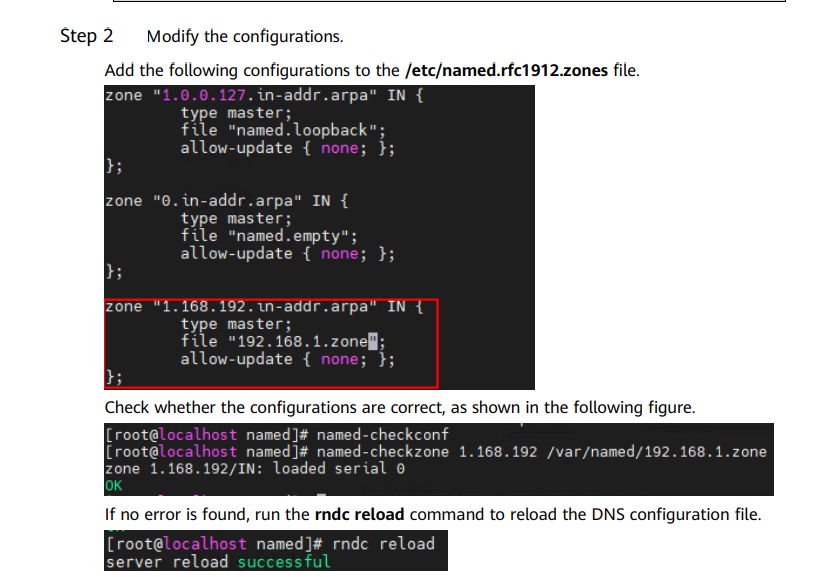 Step 2 Modify the configurations.
Add the following configurations to the /etc/named.rfc1912.zones file.
zone "1.0.0.127.in-addr.arpa" IN {
type master;
file "named.loopback";
allow-update { none; };
};
zone "0.in-addr.arpa" IN {
type master;
file "named.empty";
allow-update { none; };
};
zone "1.168.192.in-addr.arpa" IN {
type master;
file "192.168.1.zone";
allow-update { none; };
};
Check whether the configurations are correct, as shown in the following figure.
[root@localhost named]# named-checkconf
[root@localhost named]# named-checkzone 1.168.192 /var/named/192.168.1.zone
zone 1.168.192/IN: loaded serial 0
OK
If no error is found, run the rndc reload command to reload the DNS configuration file.
[root@localhost named]# rndc reload
server reload successful